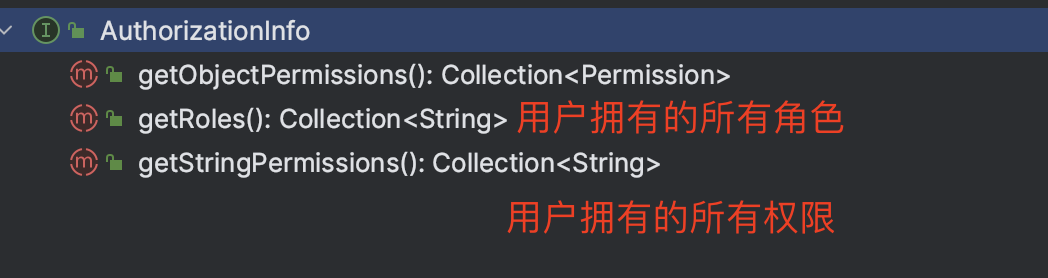 AuthorizationInfo
getObjectPermissions(): Collection<Permission>
getRoles(): Collection<String> 用户拥有的所有角色
getStringPermissions(): Collection<String>
用户拥有的所有权限